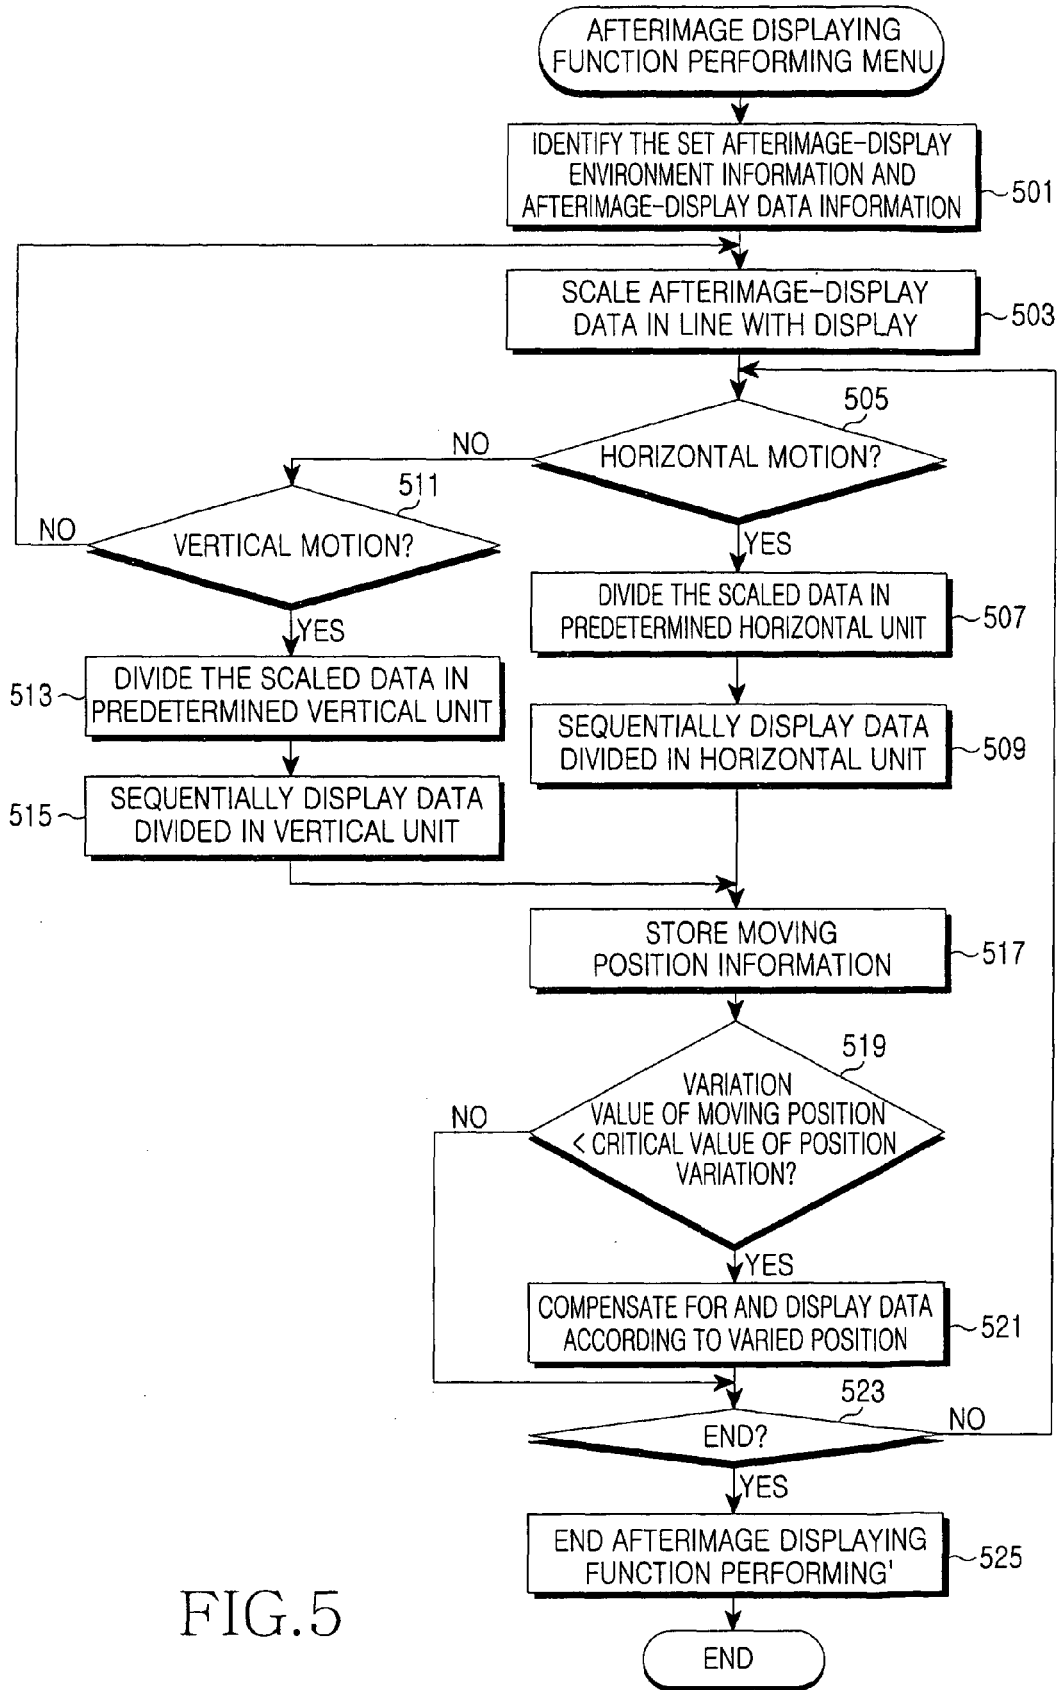 AFTERIMAGE DISPLAYING
FUNCTION PERFORMING MENU
IDENTIFY THE SET AFTERIMAGE-DISPLAY
ENVIRONMENT INFORMATION AND
AFTERIMAGE-DISPLAY DATA INFORMATION
501
SCALE AFTERIMAGE-DISPLAY
DATA IN LINE WITH DISPLAY
503
505
HORIZONTAL MOTION?
NO
YES
511
VERTICAL MOTION?
NO
YES
DIVIDE THE SCALED DATA IN
PREDETERMINED HORIZONTAL UNIT
507
513
DIVIDE THE SCALED DATA IN
PREDETERMINED VERTICAL UNIT
SEQUENTIALLY DISPLAY DATA
DIVIDED IN HORIZONTAL UNIT
509
515
SEQUENTIALLY DISPLAY DATA
DIVIDED IN VERTICAL UNIT
STORE MOVING
POSITION INFORMATION
517
519
VARIATION
VALUE OF MOVING POSITION
< CRITICAL VALUE OF POSITION
VARIATION?
NO
YES
COMPENSATE FOR AND DISPLAY DATA
ACCORDING TO VARIED POSITION
521
523
END?
NO
YES
END AFTERIMAGE DISPLAYING
FUNCTION PERFORMING'
525
END
FIG.5